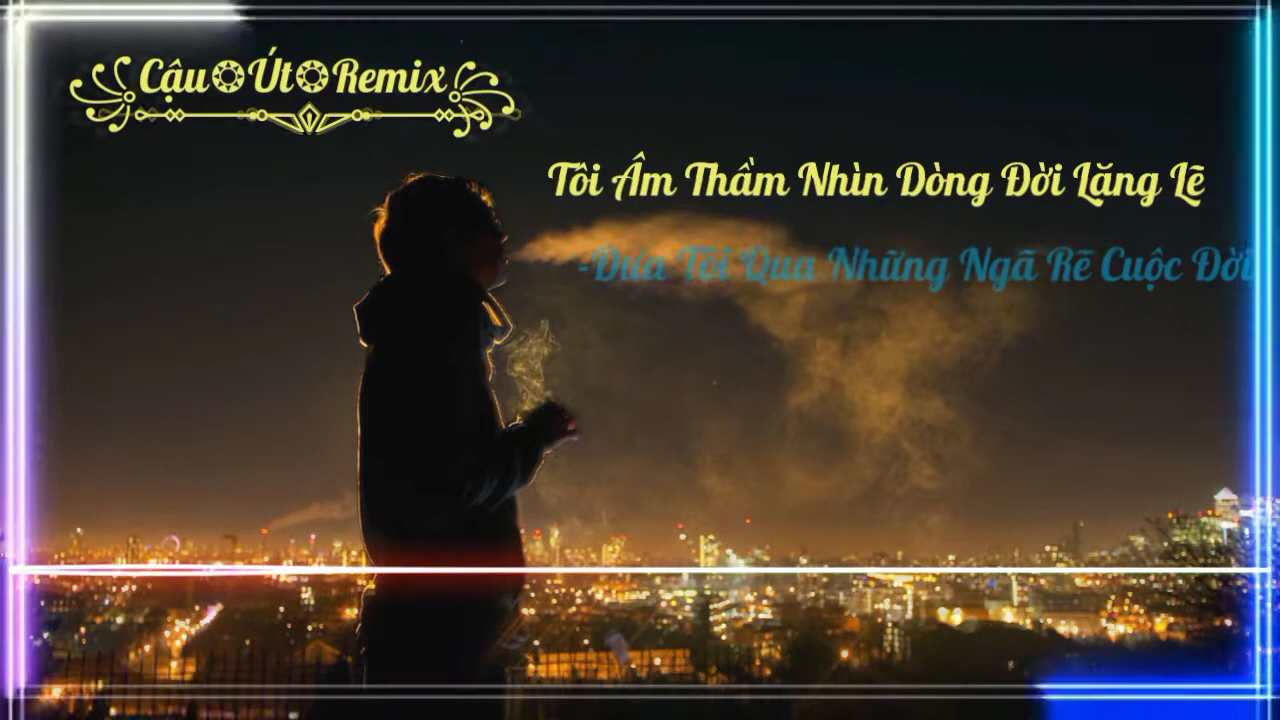 Cậu❂Út❂Remix
Tôi Âm Thầm Nhìn Dòng Đời Lặng Lẽ
-Đưa Tôi Qua Những Ngã Rẽ Cuộc Đời